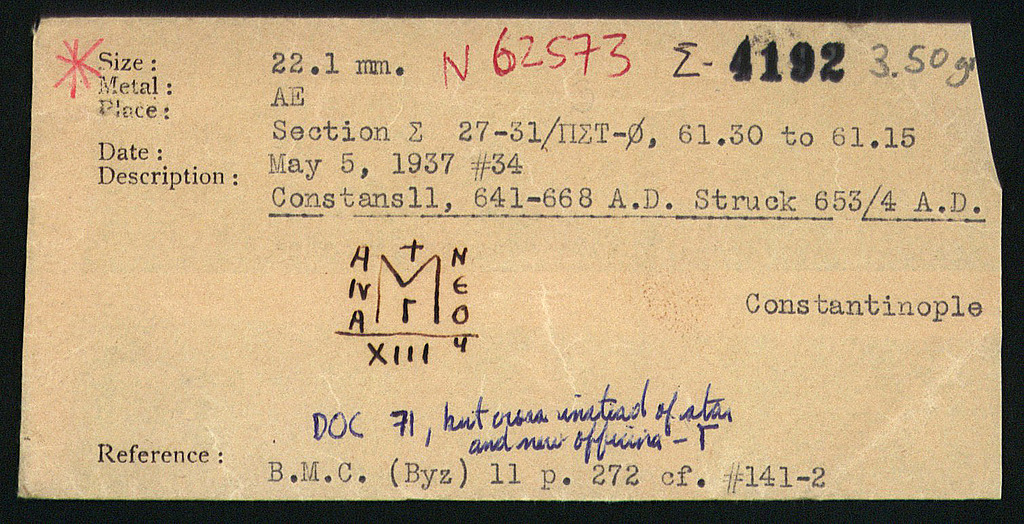 Size : 22.1 mm. N 62573 Σ- 4192 3.50 gr
Metal : AE
Place :
Section Σ 27-31/ΠΣΤ-Ø, 61.30 to 61.15
Date : May 5, 1937 #34
Description :
Constansll, 641-668 A.D. Struck 653/4 A.D.
A + N
IV M Є
A Γ O
XIII Ч
Constantinople
DOC 71, but cross instead of star
and new officina - Γ
Reference :
B.M.C. (Byz) 11 p. 272 cf. #141-2